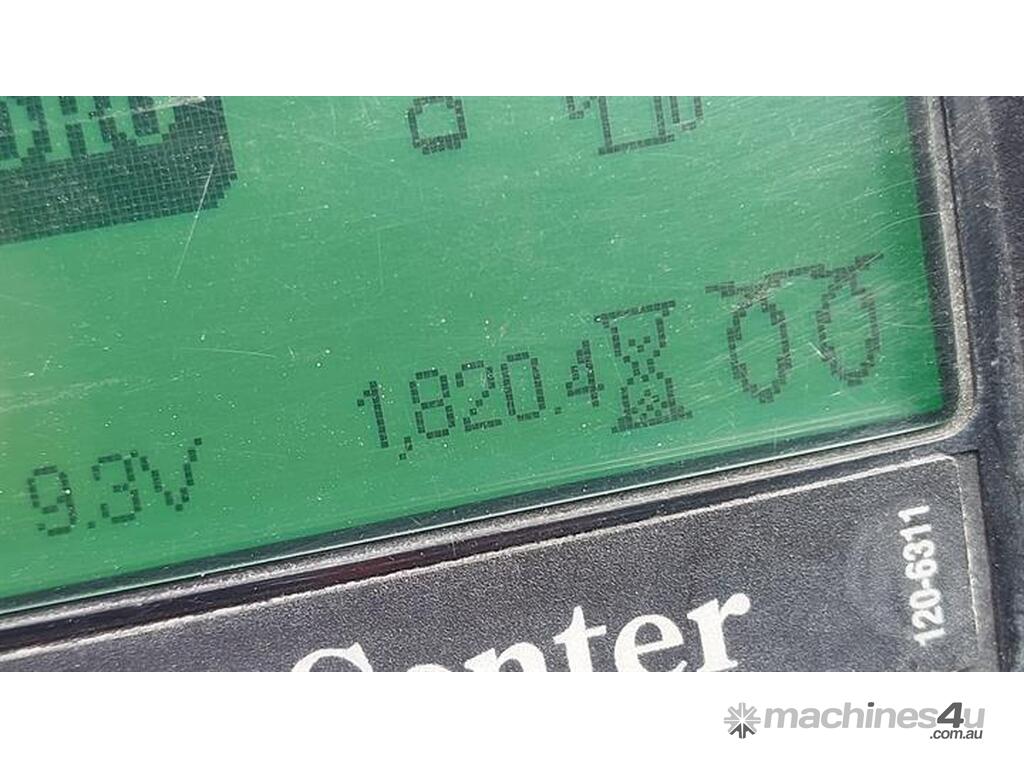 1,820.4
9.3V
Center
120-6311
machines4u
.com.au